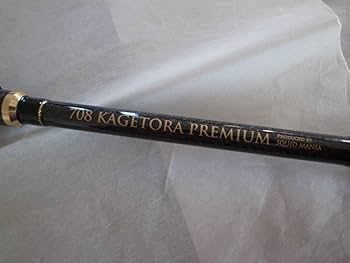 708 KAGETORA PREMIUM
PRODUCED BY
SQUID MANIA